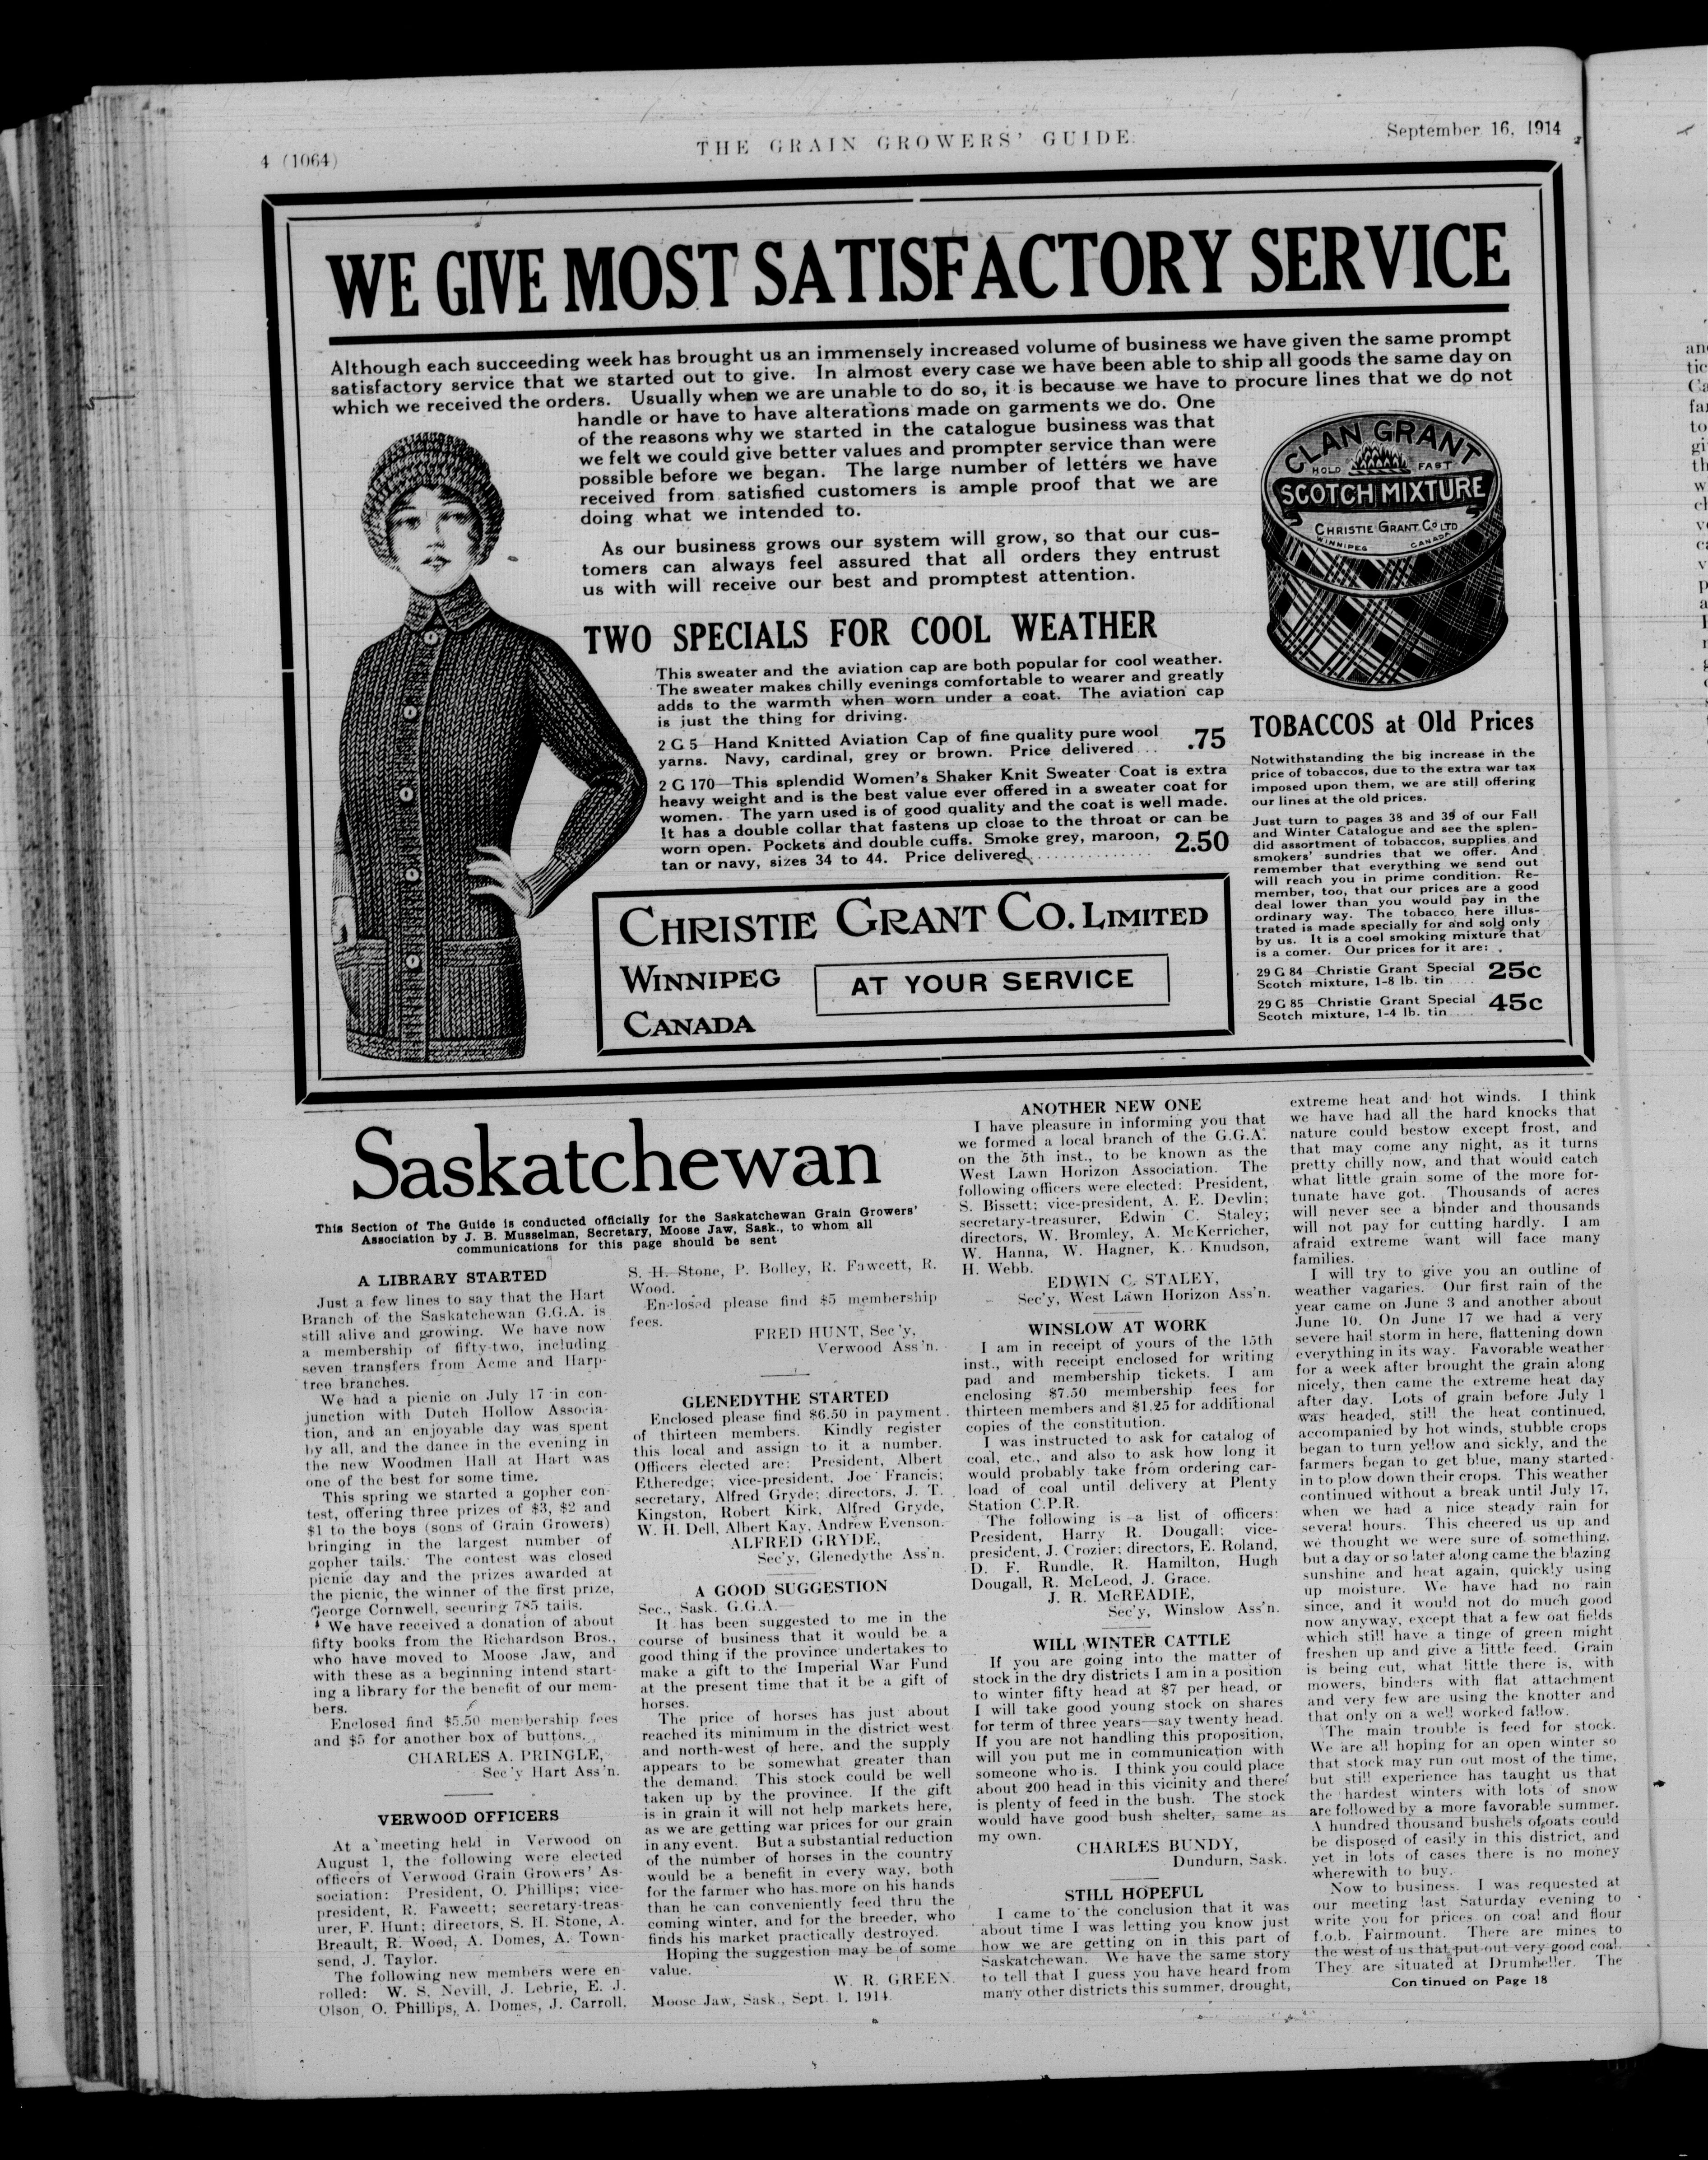 4 (1064)
THE GRAIN GROWERS' GUIDE
September 16, 1914
WE GIVE MOST SATISFACTORY SERVICE
Although each succeeding week has brought us an immensely increased volume of business we have given the same prompt
satisfactory service that we started out to give. In almost every case we have been able to ship all goods the same day on
which we received the orders. Usually when we are unable to do so, it is because we have to procure lines that we do not
handle or have to have alterations made on garments we do. One
of the reasons why we started in the catalogue business was that
we felt we could give better values and prompter service than were
possible before we began. The large number of letters we have
received from satisfied customers is ample proof that we are
doing what we intended to.
As our business grows our system will grow, so that our cus-
tomers can always feel assured that all orders they entrust
us with will receive our best and promptest attention.
TWO SPECIALS FOR COOL WEATHER
This sweater and the aviation cap are both popular for cool weather.
The sweater makes chilly evenings comfortable to wearer and greatly
adds to the warmth when worn under a coat. The aviation cap
is just the thing for driving.
2 G 5—Hand Knitted Aviation Cap of fine quality pure wool
yarns. Navy, cardinal, grey or brown. Price delivered ... .75
2 G 170—This splendid Women's Shaker Knit Sweater Coat is extra
heavy weight and is the best value ever offered in a sweater coat for
women. The yarn used is of good quality and the coat is well made.
It has a double collar that fastens up close to the throat or can be
worn open. Pockets and double cuffs. Smoke grey, maroon,
tan or navy, sizes 34 to 44. Price delivered .............. 2.50
CHRISTIE GRANT CO. LIMITED
WINNIPEG
CANADA
AT YOUR SERVICE
CLAN GRANT
HOLD FAST
SCOTCH MIXTURE
CHRISTIE GRANT Co LTD
WINNIPEG CANADA
TOBACCOS at Old Prices
Notwithstanding the big increase in the
price of tobaccos, due to the extra war tax
imposed upon them, we are still offering
our lines at the old prices.
Just turn to pages 38 and 39 of our Fall
and Winter Catalogue and see the splen-
did assortment of tobaccos, supplies and
smokers' sundries that we offer. And
remember that everything we send out
will reach you in prime condition. Re-
member, too, that our prices are a good
deal lower than you would pay in the
ordinary way. The tobacco here illus-
trated is made specially for and sold only
by us. It is a cool smoking mixture that
is a comer. Our prices for it are:
29 G 84—Christie Grant Special
Scotch mixture, 1-8 lb. tin .... 25c
29 G 85—Christie Grant Special
Scotch mixture, 1-4 lb. tin .... 45c
Saskatchewan
This Section of The Guide is conducted officially for the Saskatchewan Grain Growers'
Association by J. B. Musselman, Secretary, Moose Jaw, Sask., to whom all
communications for this page should be sent
A LIBRARY STARTED
Just a few lines to say that the Hart
Branch of the Saskatchewan G.G.A. is
still alive and growing. We have now
a membership of fifty-two, including
seven transfers from Acme and Harp-
tree branches.
We had a picnic on July 17 in con-
junction with Dutch Hollow Associa-
tion, and an enjoyable day was spent
by all, and the dance in the evening in
the new Woodmen Hall at Hart was
one of the best for some time.
This spring we started a gopher con-
test, offering three prizes of $3, $2 and
$1 to the boys (sons of Grain Growers)
bringing in the largest number of
gopher tails. The contest was closed
picnic day and the prizes awarded at
the picnic, the winner of the first prize,
George Cornwell, securing 785 tails.
We have received a donation of about
fifty books from the Richardson Bros.,
who have moved to Moose Jaw, and
with these as a beginning intend start-
ing a library for the benefit of our mem-
bers.
Enclosed find $5.50 membership fees
and $5 for another box of buttons.
CHARLES A. PRINGLE,
Sec'y Hart Ass'n.
VERWOOD OFFICERS
At a meeting held in Verwood on
August 1, the following were elected
officers of Verwood Grain Growers' As-
sociation: President, O. Phillips; vice-
president, R. Fawcett; secretary-treas-
urer, F. Hunt; directors, S. H. Stone, A.
Breault, R. Wood, A. Domes, A. Town-
send, J. Taylor.
The following new members were en-
rolled: W. S. Nevill, J. Lebrie, E. J.
Olson, O. Phillips, A. Domes, J. Carroll,
S. H. Stone, P. Bolley, R. Fawcett, R.
Wood.
Enclosed please find $5 membership
fees.
FRED HUNT, Sec'y,
Verwood Ass'n.
GLENEDYTHE STARTED
Enclosed please find $6.50 in payment
of thirteen members. Kindly register
this local and assign to it a number.
Officers elected are: President, Albert
Etheredge; vice-president, Joe Francis;
secretary, Alfred Gryde; directors, J. T.
Kingston, Robert Kirk, Alfred Gryde,
W. H. Dell, Albert Kay, Andrew Evenson.
ALFRED GRYDE,
Sec'y, Glenedythe Ass'n.
A GOOD SUGGESTION
Sec., Sask. G.G.A.—
It has been suggested to me in the
course of business that it would be a
good thing if the province undertakes to
make a gift to the Imperial War Fund
at the present time that it be a gift of
horses.
The price of horses has just about
reached its minimum in the district west
and north-west of here, and the supply
appears to be somewhat greater than
the demand. This stock could be well
taken up by the province. If the gift
is in grain it will not help markets here,
as we are getting war prices for our grain
in any event. But a substantial reduction
of the number of horses in the country
would be a benefit in every way, both
for the farmer who has more on his hands
than he can conveniently feed thru the
coming winter, and for the breeder, who
finds his market practically destroyed.
Hoping the suggestion may be of some
value.
W. R. GREEN.
Moose Jaw, Sask., Sept. 1, 1914.
ANOTHER NEW ONE
I have pleasure in informing you that
we formed a local branch of the G.G.A.
on the 5th inst., to be known as the
West Lawn Horizon Association. The
following officers were elected: President,
S. Bissett; vice-president, A. E. Devlin;
secretary-treasurer, Edwin C. Staley;
directors, W. Bromley, A. McKerricher,
W. Hanna, W. Hagner, K. Knudson,
H. Webb.
EDWIN C. STALEY,
Sec'y, West Lawn Horizon Ass'n.
WINSLOW AT WORK
I am in receipt of yours of the 15th
inst., with receipt enclosed for writing
pad and membership tickets. I am
enclosing $7.50 membership fees for
thirteen members and $1.25 for additional
copies of the constitution.
I was instructed to ask for catalog of
coal, etc., and also to ask how long it
would probably take from ordering car-
load of coal until delivery at Plenty
Station C.P.R.
The following is a list of officers:
President, Harry R. Dougall; vice-
president, J. Crozier; directors, E. Roland,
D. F. Rundle, R. Hamilton, Hugh
Dougall, R. McLeod, J. Grace.
J. R. McREADIE,
Sec'y, Winslow Ass'n.
WILL WINTER CATTLE
If you are going into the matter of
stock in the dry districts I am in a position
to winter fifty head at $7 per head, or
I will take good young stock on shares
for term of three years—say twenty head.
If you are not handling this proposition,
will you put me in communication with
someone who is. I think you could place
about 200 head in this vicinity and there
is plenty of feed in the bush. The stock
would have good bush shelter, same as
my own.
CHARLES BUNDY,
Dundurn, Sask.
STILL HOPEFUL
I came to the conclusion that it was
about time I was letting you know just
how we are getting on in this part of
Saskatchewan. We have the same story
to tell that I guess you have heard from
many other districts this summer, drought,
extreme heat and hot winds. I think
we have had all the hard knocks that
nature could bestow except frost, and
that may come any night, as it turns
pretty chilly now, and that would catch
what little grain some of the more for-
tunate have got. Thousands of acres
will never see a binder and thousands
will not pay for cutting hardly. I am
afraid extreme want will face many
families.
I will try to give you an outline of
weather vagaries. Our first rain of the
year came on June 3 and another about
June 10. On June 17 we had a very
severe hail storm in here, flattening down
everything in its way. Favorable weather
for a week after brought the grain along
nicely, then came the extreme heat day
after day. Lots of grain before July 1
was headed, still the heat continued,
accompanied by hot winds, stubble crops
began to turn yellow and sickly, and the
farmers began to get blue, many started
in to plow down their crops. This weather
continued without a break until July 17,
when we had a nice steady rain for
several hours. This cheered us up and
we thought we were sure of something,
but a day or so later along came the blazing
sunshine and heat again, quickly using
up moisture. We have had no rain
since, and it would not do much good
now anyway, except that a few oat fields
which still have a tinge of green might
freshen up and give a little feed. Grain
is being cut, what little there is, with
mowers, binders with flat attachment
and very few are using the knotter and
that only on a well worked fallow.
The main trouble is feed for stock.
We are all hoping for an open winter so
that stock may run out most of the time,
but still experience has taught us that
the hardest winters with lots of snow
are followed by a more favorable summer.
A hundred thousand bushels of oats could
be disposed of easily in this district, and
yet in lots of cases there is no money
wherewith to buy.
Now to business. I was requested at
our meeting last Saturday evening to
write you for prices on coal and flour
f.o.b. Fairmount. There are mines to
the west of us that put out very good coal.
They are situated at Drumheller. The
Continued on Page 18